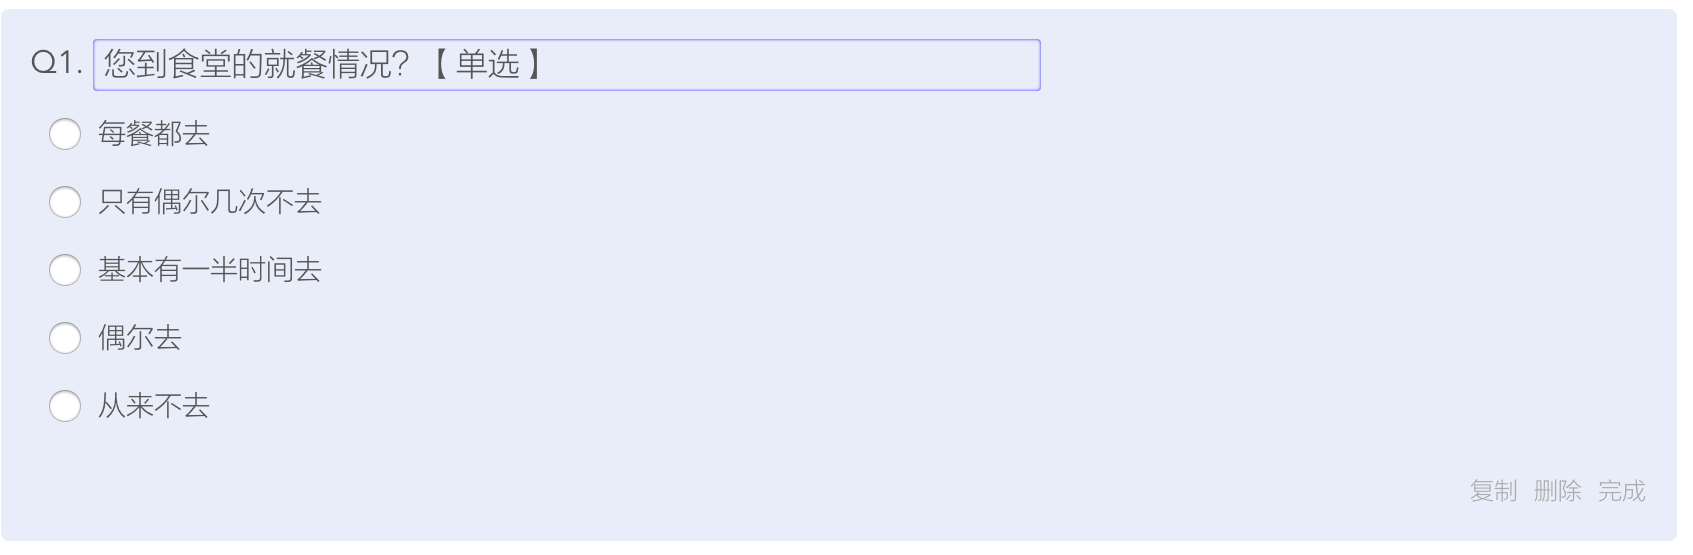 Q1. 您到食堂的就餐情况？【单选】
每餐都去
只有偶尔几次不去
基本有一半时间去
偶尔去
从来不去
复制 删除 完成